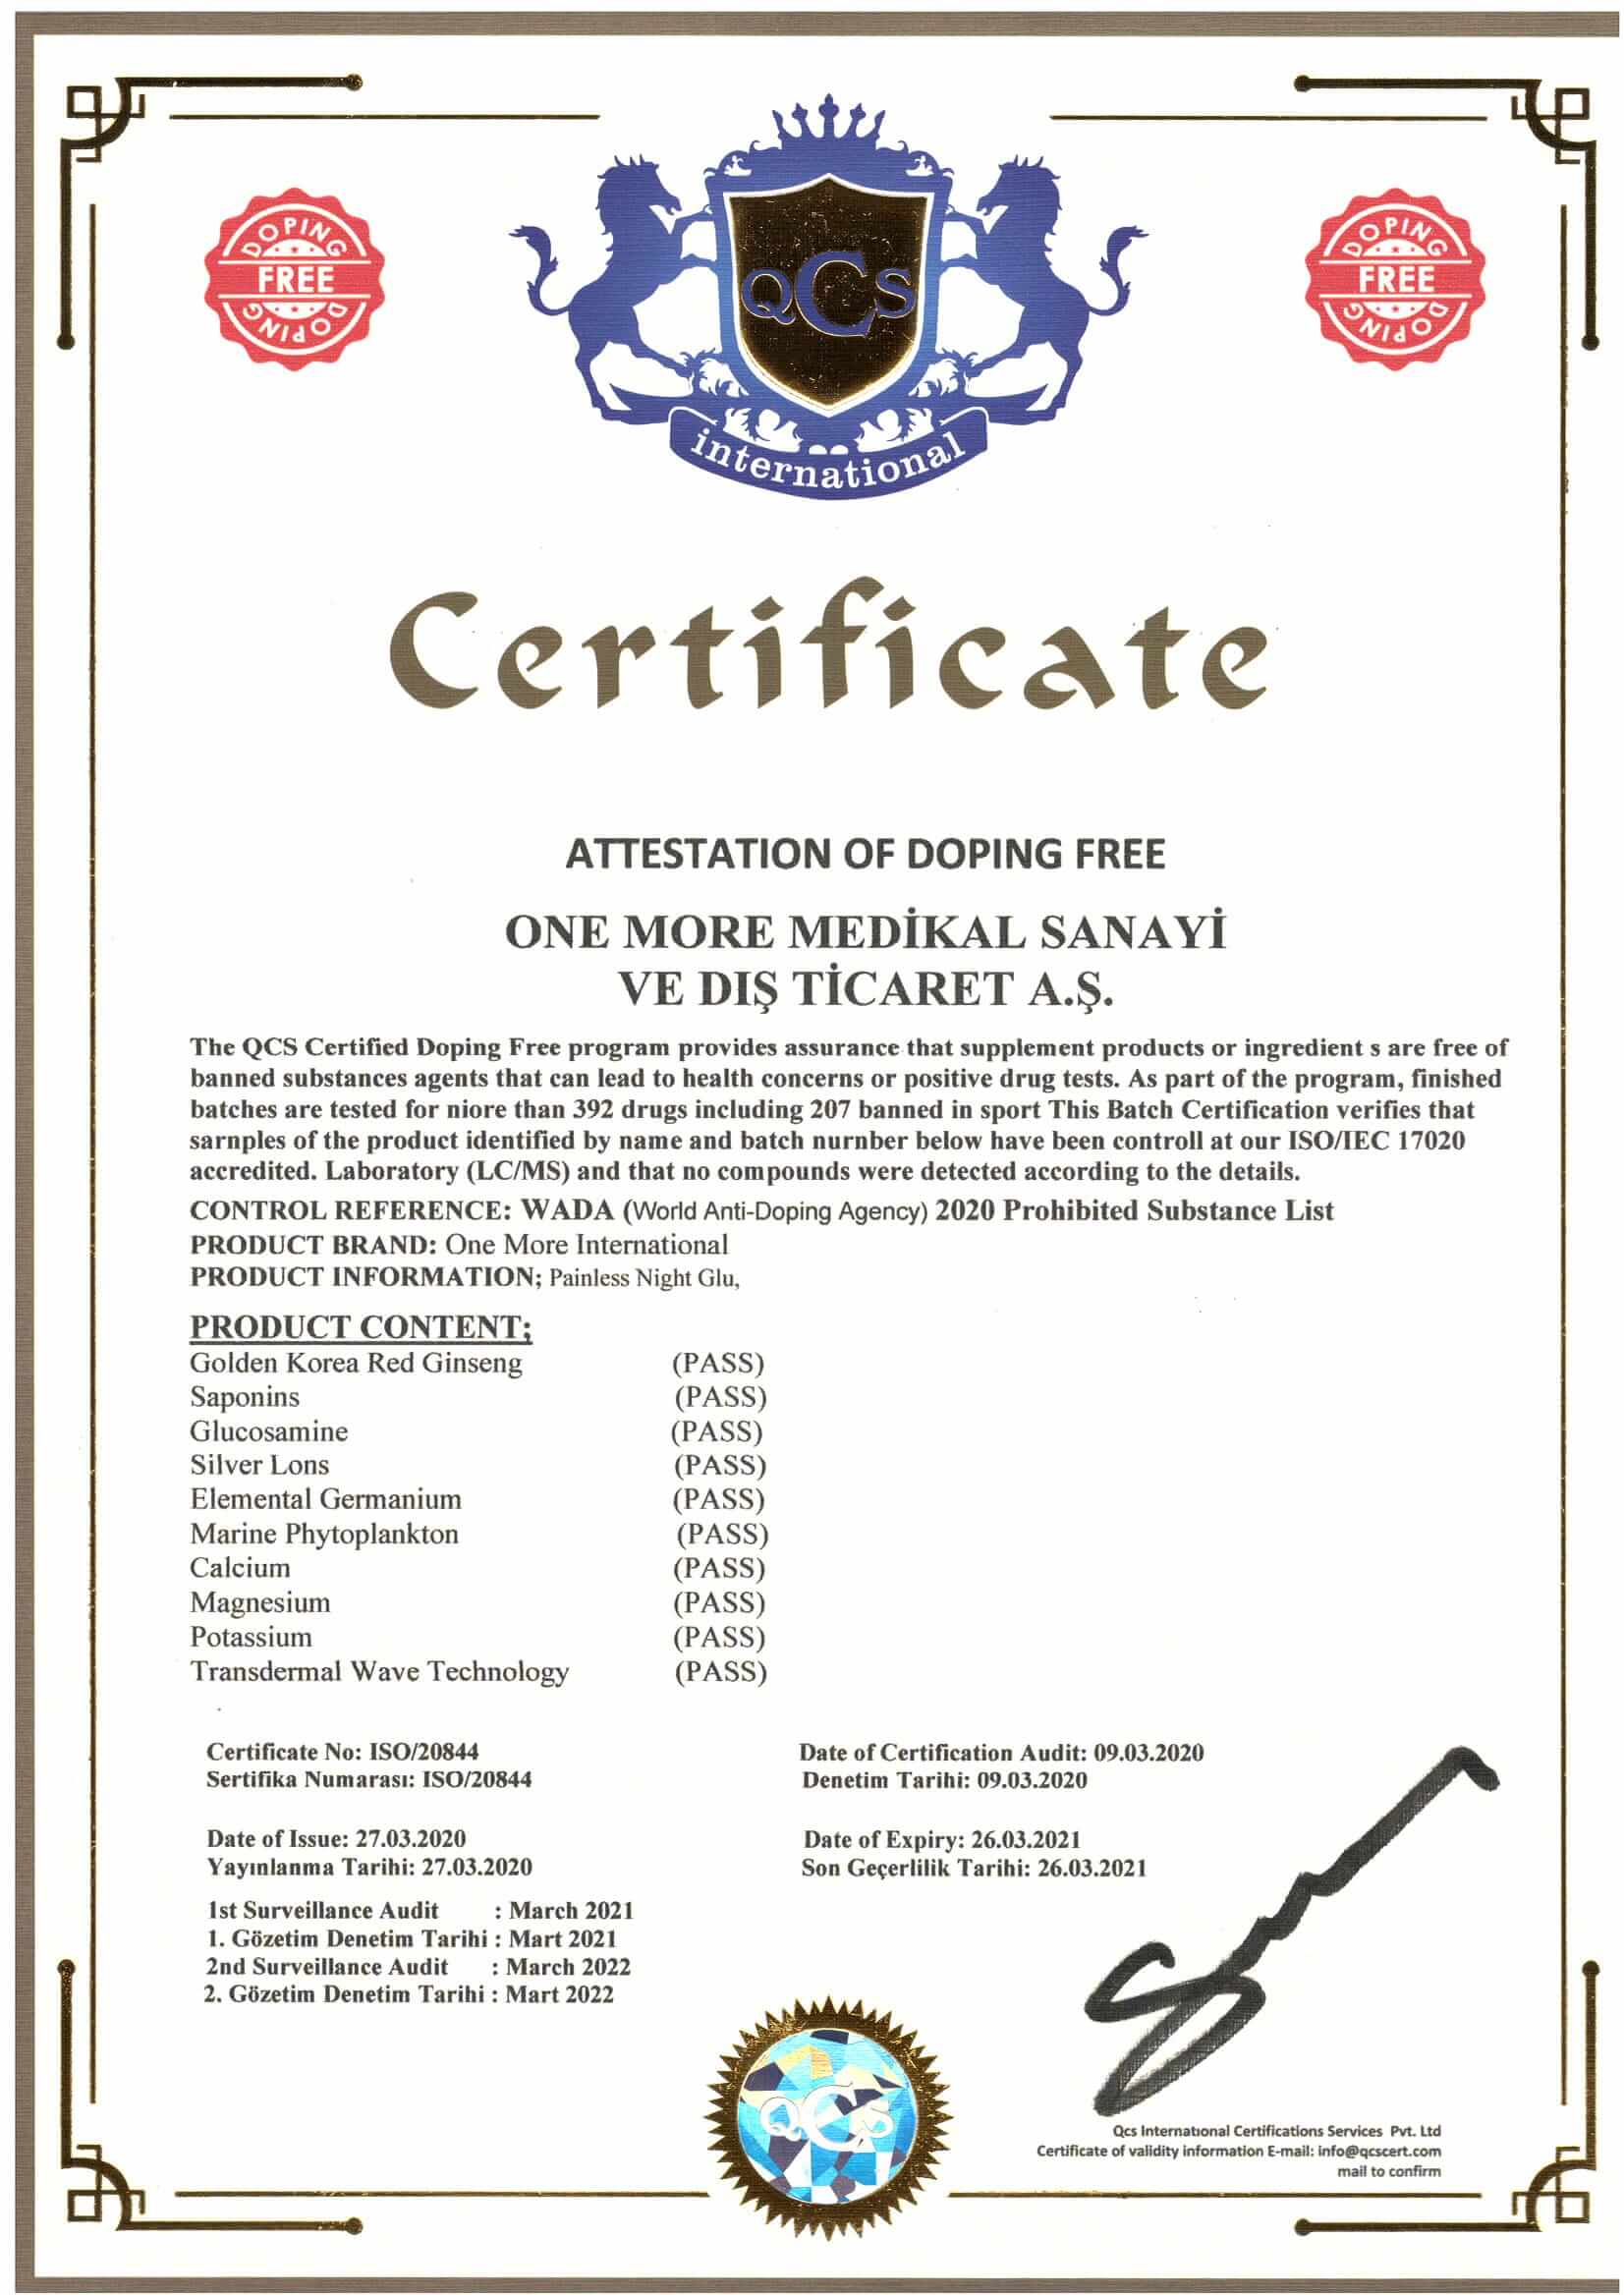 DOPING
FREE
DOPING
QCS
international
DOPING
FREE
DOPING
Certificate
ATTESTATION OF DOPING FREE
ONE MORE MEDİKAL SANAYİ
VE DIŞ TİCARET A.Ş.
The QCS Certified Doping Free program provides assurance that supplement products or ingredient s are free of
banned substances agents that can lead to health concerns or positive drug tests. As part of the program, finished
batches are tested for niore than 392 drugs including 207 banned in sport This Batch Certification verifies that
sarnples of the product identified by name and batch nurnber below have been controll at our ISO/IEC 17020
accredited. Laboratory (LC/MS) and that no compounds were detected according to the details.
CONTROL REFERENCE: WADA (World Anti-Doping Agency) 2020 Prohibited Substance List
PRODUCT BRAND: One More International
PRODUCT INFORMATION; Painless Night Glu,
PRODUCT CONTENT;
Golden Korea Red Ginseng (PASS)
Saponins (PASS)
Glucosamine (PASS)
Silver Lons (PASS)
Elemental Germanium (PASS)
Marine Phytoplankton (PASS)
Calcium (PASS)
Magnesium (PASS)
Potassium (PASS)
Transdermal Wave Technology (PASS)
Certificate No: ISO/20844
Sertifika Numarası: ISO/20844
Date of Certification Audit: 09.03.2020
Denetim Tarihi: 09.03.2020
Date of Issue: 27.03.2020
Yayınlanma Tarihi: 27.03.2020
Date of Expiry: 26.03.2021
Son Geçerlilik Tarihi: 26.03.2021
1st Surveillance Audit : March 2021
1. Gözetim Denetim Tarihi : Mart 2021
2nd Surveillance Audit : March 2022
2. Gözetim Denetim Tarihi : Mart 2022
QCS
Qcs Internatıonal Certifications Services Pvt. Ltd
Certificate of validity information E-mail: info@qcscert.com
mail to confirm